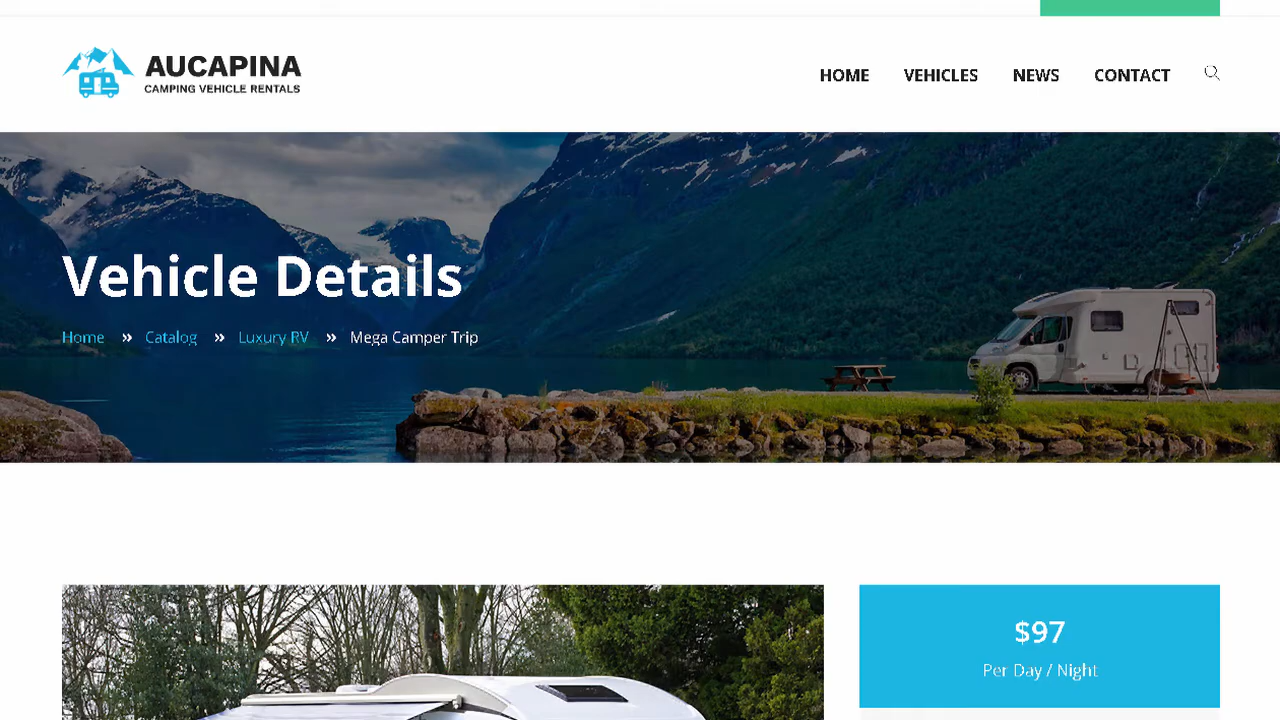 AUCAPINA
CAMPING VEHICLE RENTALS
HOME VEHICLES NEWS CONTACT
Vehicle Details
Home » Catalog » Luxury RV » Mega Camper Trip
$97
Per Day / Night